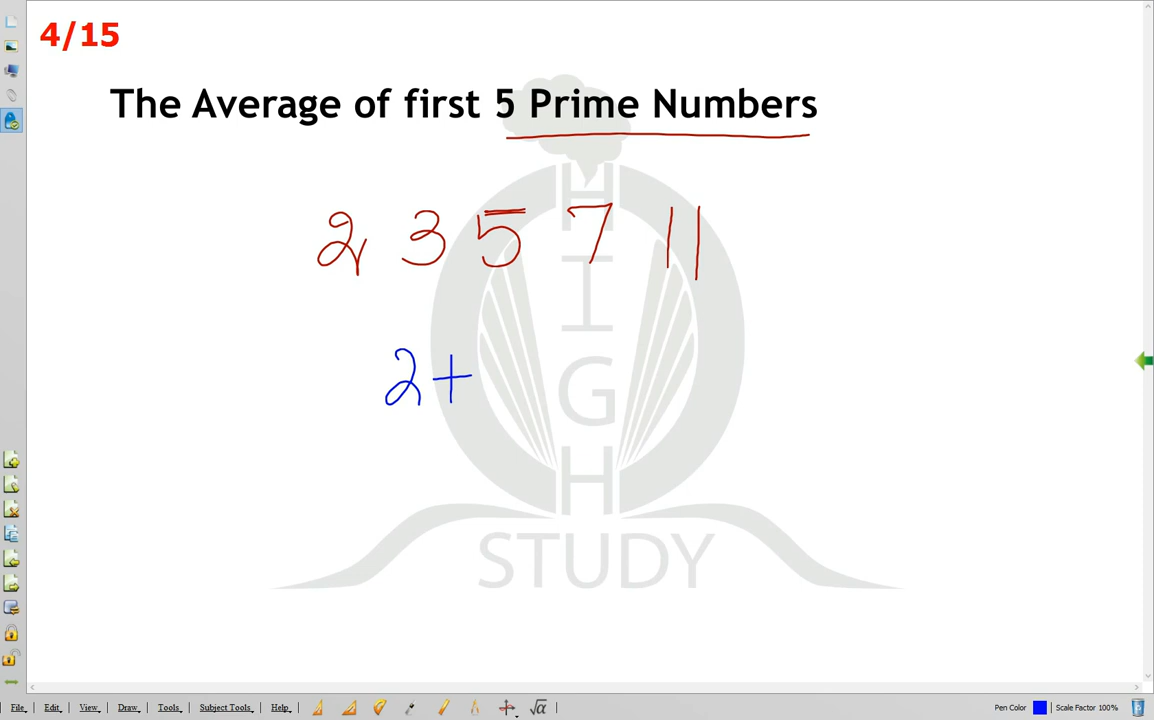 4/15
The Average of first 5 Prime Numbers
2 3 5 7 11
2+
HIGH
STUDY
File, Edit, View, Draw, Tools, Subject Tools, Help, √α Pen Color Scale Factor 100%